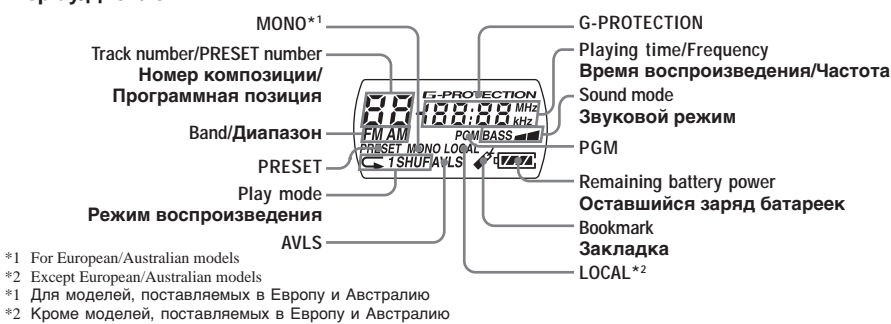 MONO*1
Track number/PRESET number
Номер композиции/
Программная позиция
Band/Диапазон
PRESET
Play mode
Режим воспроизведения
AVLS
G-PROTECTION
88 -188:88 MHz
kHz
FM AM
PGM BASS
PRESET MONO LOCAL
1 SHUF AVLS
G-PROTECTION
Playing time/Frequency
Время воспроизведения/Частота
Sound mode
Звуковой режим
PGM
Remaining battery power
Оставшийся заряд батареек
Bookmark
Закладка
LOCAL*2
*1 For European/Australian models
*2 Except European/Australian models
*1 Для моделей, поставляемых в Европу и Австралию
*2 Кроме моделей, поставляемых в Европу и Австралию